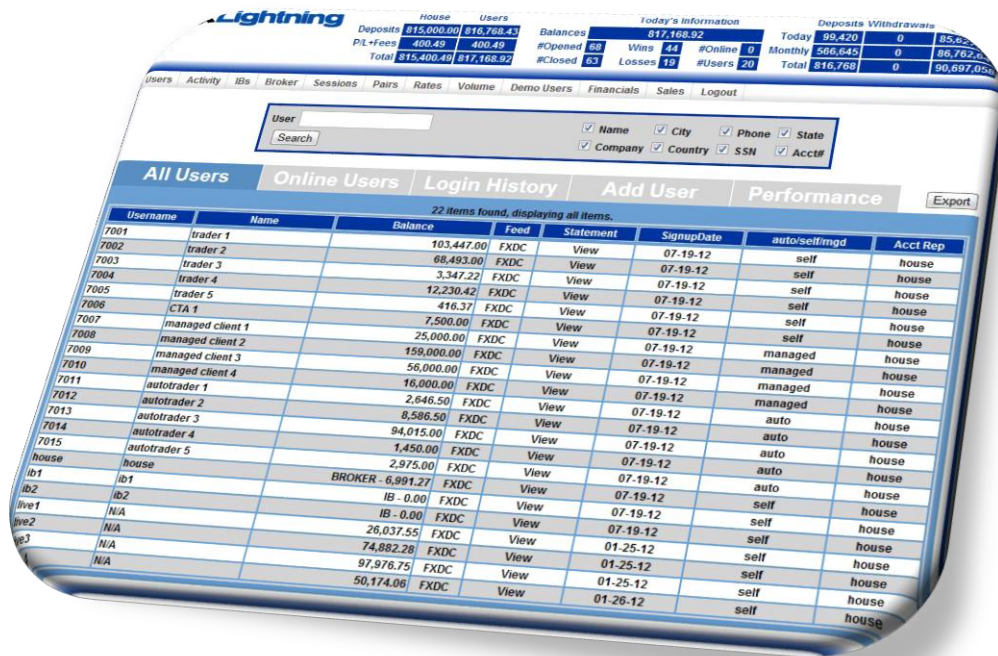 Lightning
House Users
Deposits 815,000.00 816,768.43
P/L+Fees 400.49 400.49
Total 815,400.49 817,168.92
Today's Information
Balances 817,168.92
#Opened 68 Wins 44 #Online 0
#Closed 63 Losses 19 #Users 20
Deposits Withdrawals
Today 99,420 0
Monthly 566,645 0
Total 816,768 0 90,697,058
Users Activity IBs Broker Sessions Pairs Rates Volume Demo Users Financials Sales Logout
User
Search
Name City Phone State
Company Country SSN Acct#
All Users Online Users Login History Add User Performance
Export
22 items found, displaying all items.
Username Name Balance Feed Statement SignupDate auto/self/mgd Acct Rep
7001 trader 1 103,447.00 FXDC View 07-19-12 self house
7002 trader 2 68,493.00 FXDC View 07-19-12 self house
7003 trader 3 3,347.22 FXDC View 07-19-12 self house
7004 trader 4 12,230.42 FXDC View 07-19-12 self house
7005 trader 5 416.37 FXDC View 07-19-12 self house
7006 CTA 1 7,500.00 FXDC View 07-19-12 self house
7007 managed client 1 25,000.00 FXDC View 07-19-12 managed house
7008 managed client 2 159,000.00 FXDC View 07-19-12 managed house
7009 managed client 3 56,000.00 FXDC View 07-19-12 managed house
7010 managed client 4 16,000.00 FXDC View 07-19-12 managed house
7011 autotrader 1 2,646.50 FXDC View 07-19-12 auto house
7012 autotrader 2 8,586.50 FXDC View 07-19-12 auto house
7013 autotrader 3 94,015.00 FXDC View 07-19-12 auto house
7014 autotrader 4 1,450.00 FXDC View 07-19-12 auto house
7015 autotrader 5 2,975.00 FXDC View 07-19-12 auto house
house house BROKER - 6,991.27 FXDC View 07-19-12 self house
ib1 ib1 IB - 0.00 FXDC View 07-19-12 self house
ib2 ib2 IB - 0.00 FXDC View 07-19-12 self house
live1 N/A 26,037.55 FXDC View 01-25-12 self house
live2 N/A 74,882.28 FXDC View 01-25-12 self house
N/A 97,976.75 FXDC View 01-25-12 self house
N/A 50,174.06 FXDC View 01-26-12 self house